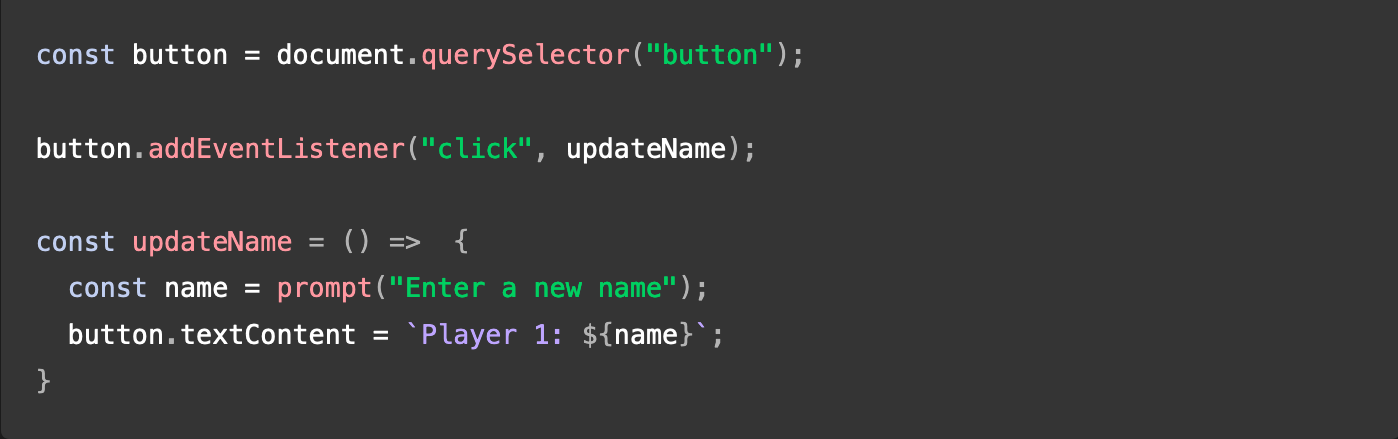 const button = document.querySelector("button");
button.addEventListener("click", updateName);
const updateName = () =>  {
  const name = prompt("Enter a new name");
  button.textContent = `Player 1: ${name}`;
}